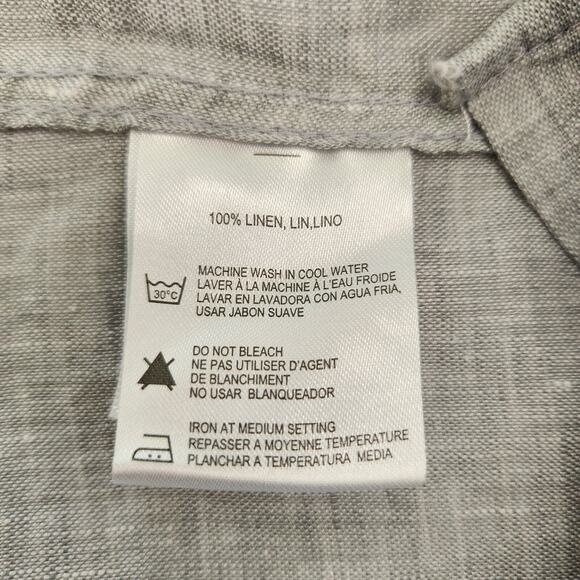 100% LINEN, LIN,LINO
MACHINE WASH IN COOL WATER
LAVER À LA MACHINE À L'EAU FROIDE
LAVAR EN LAVADORA CON AGUA FRIA,
USAR JABON SUAVE
30°C
DO NOT BLEACH
NE PAS UTILISER D'AGENT
DE BLANCHIMENT
NO USAR BLANQUEADOR
IRON AT MEDIUM SETTING
REPASSER A MOYENNE TEMPERATURE
PLANCHAR A TEMPERATURA MEDIA